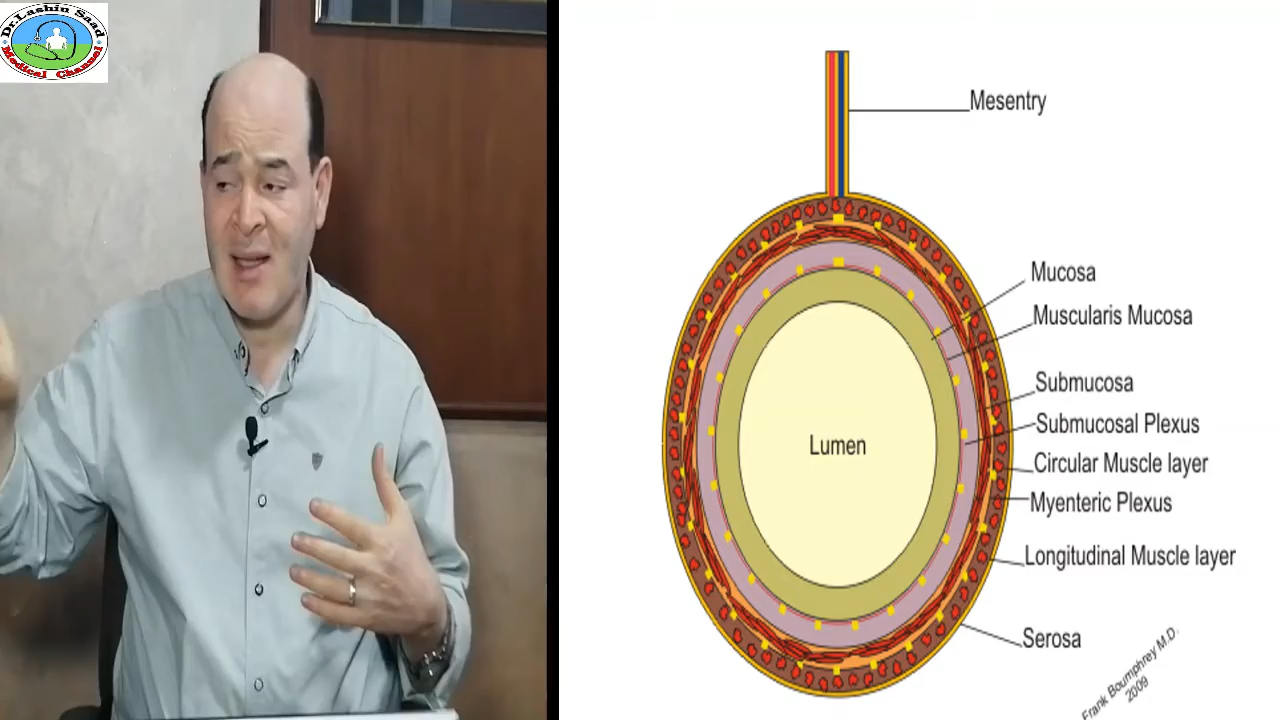 Dr.Lashin Saad
Medical Channel
Mesentry
Mucosa
Muscularis Mucosa
Submucosa
Submucosal Plexus
Lumen
Circular Muscle layer
Myenteric Plexus
Longitudinal Muscle layer
Serosa
Frank Boumphrey M.D.
2009